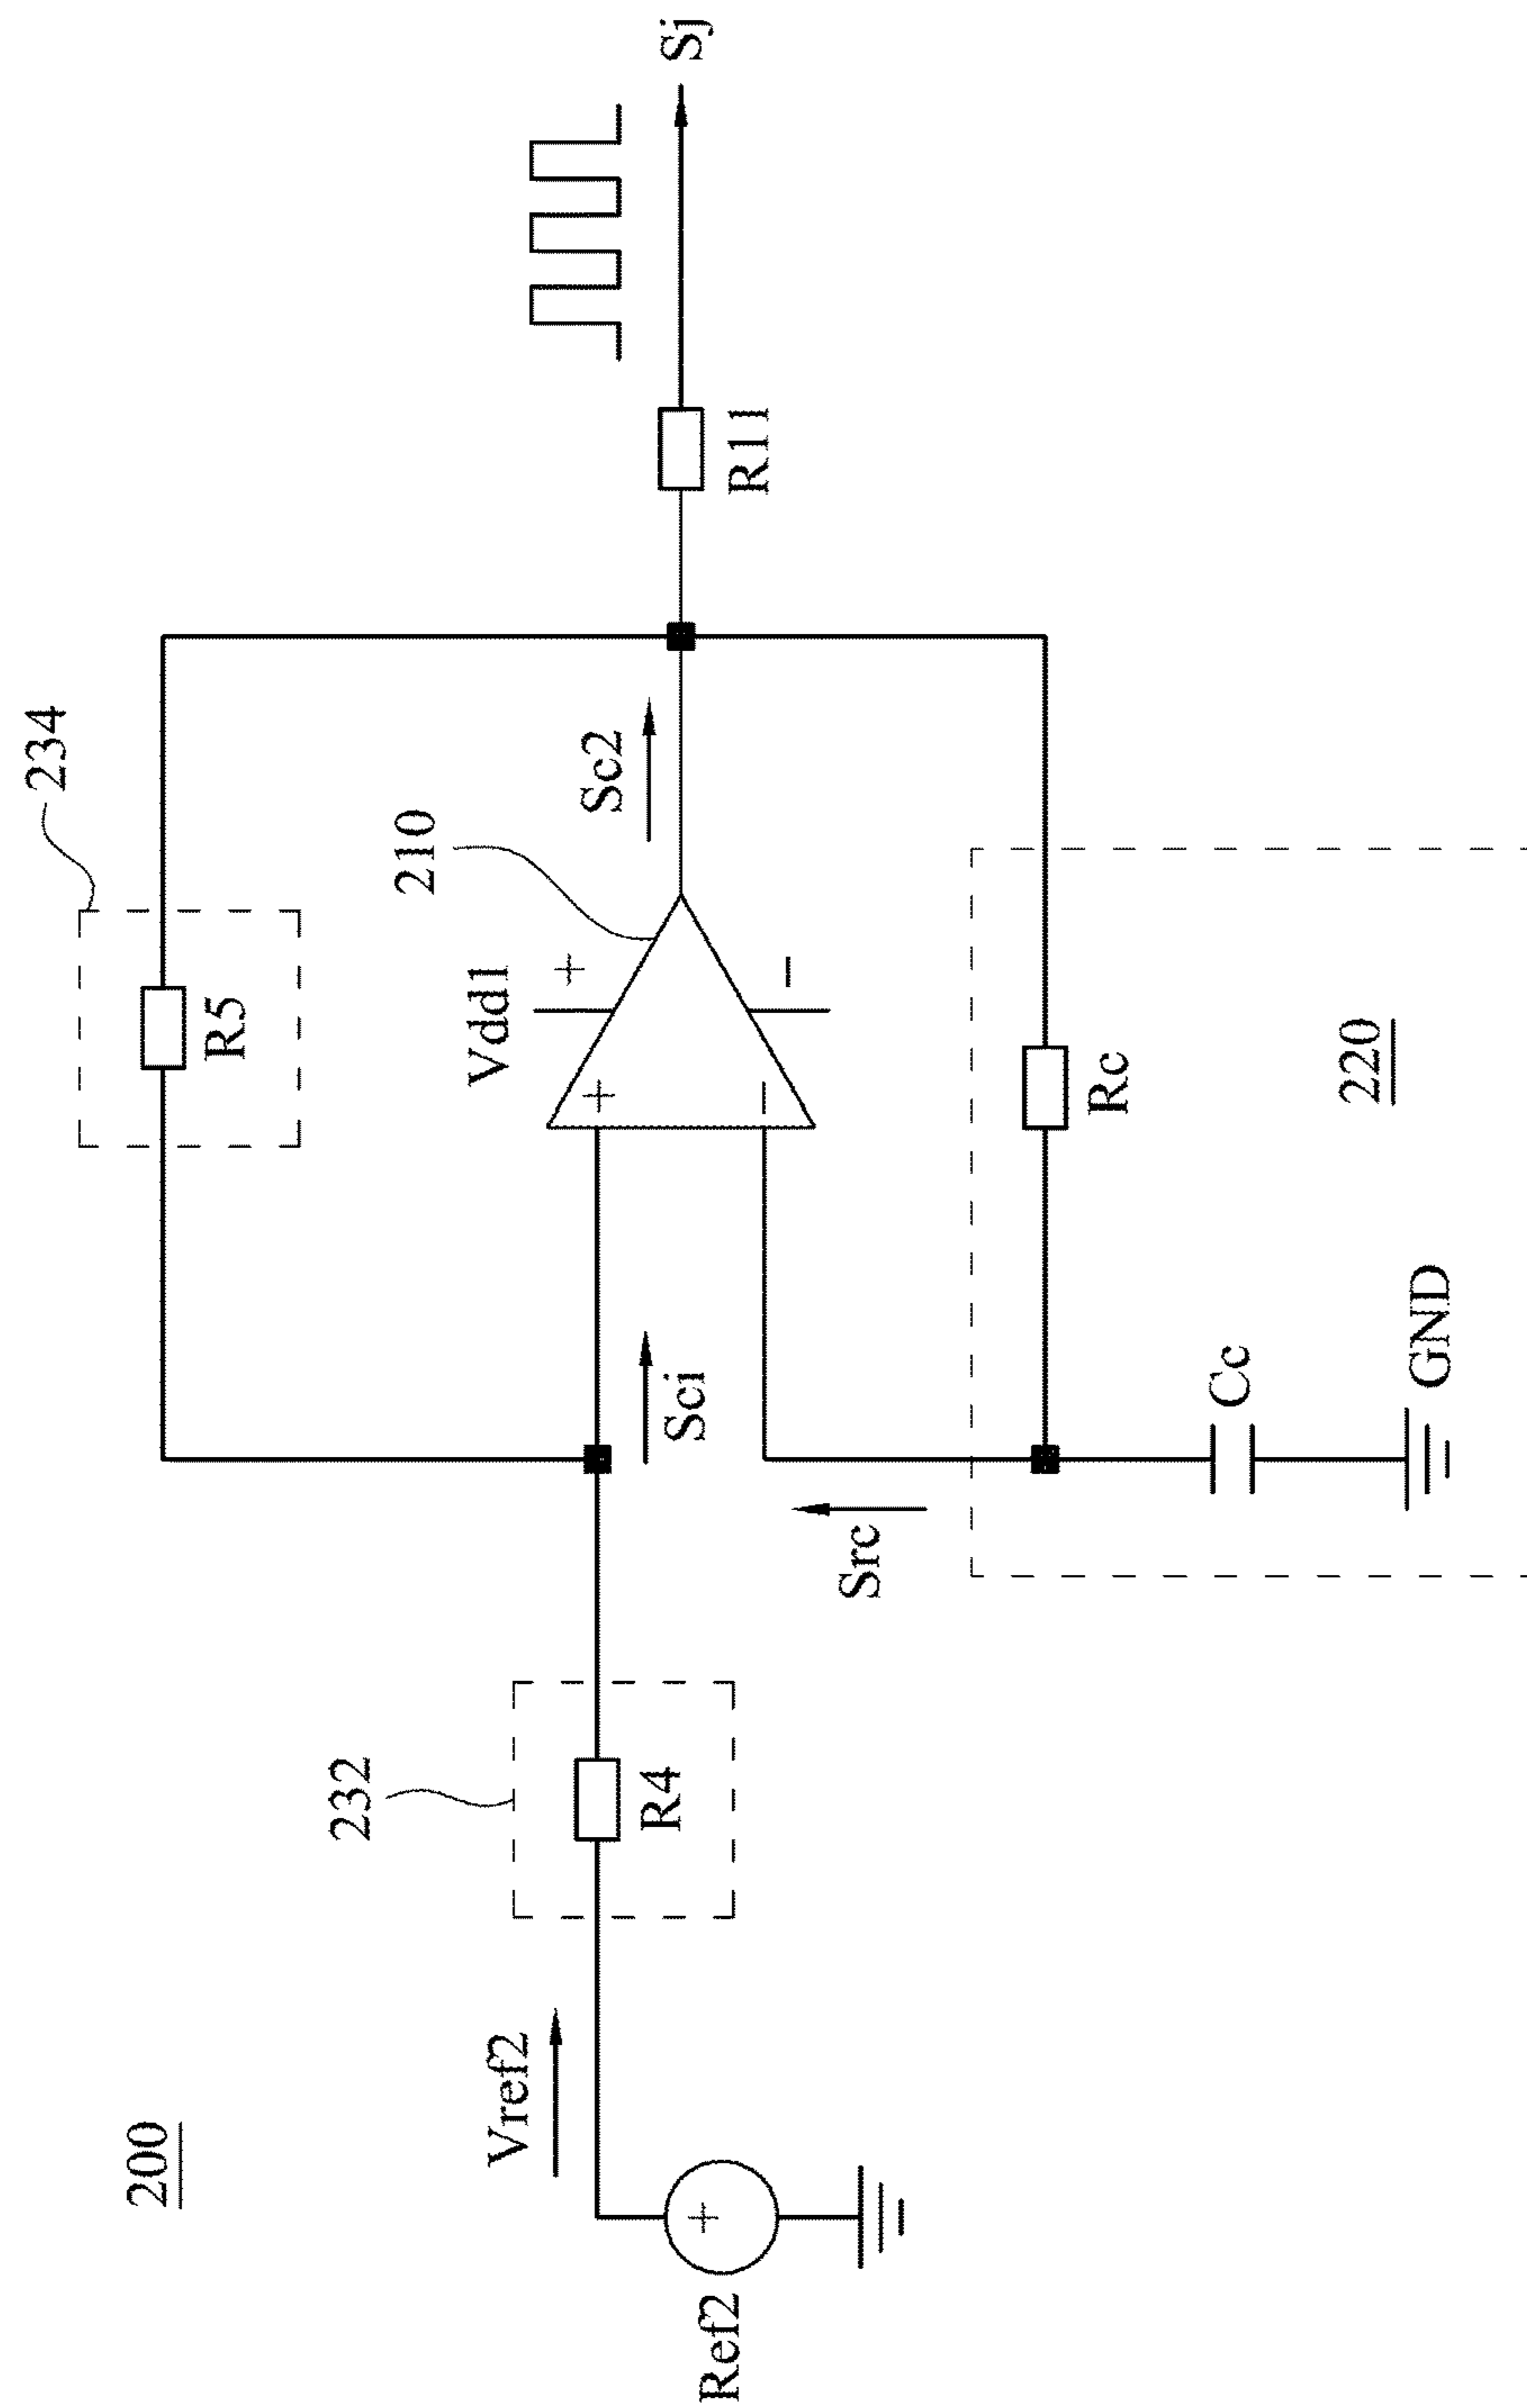 200
234
R5
210
Vdd1
+
−
+
−
Sc2
Sj
R11
232
R4
Vref2
Sci
Src
Ref2
+
Rc
220
Cc
GND